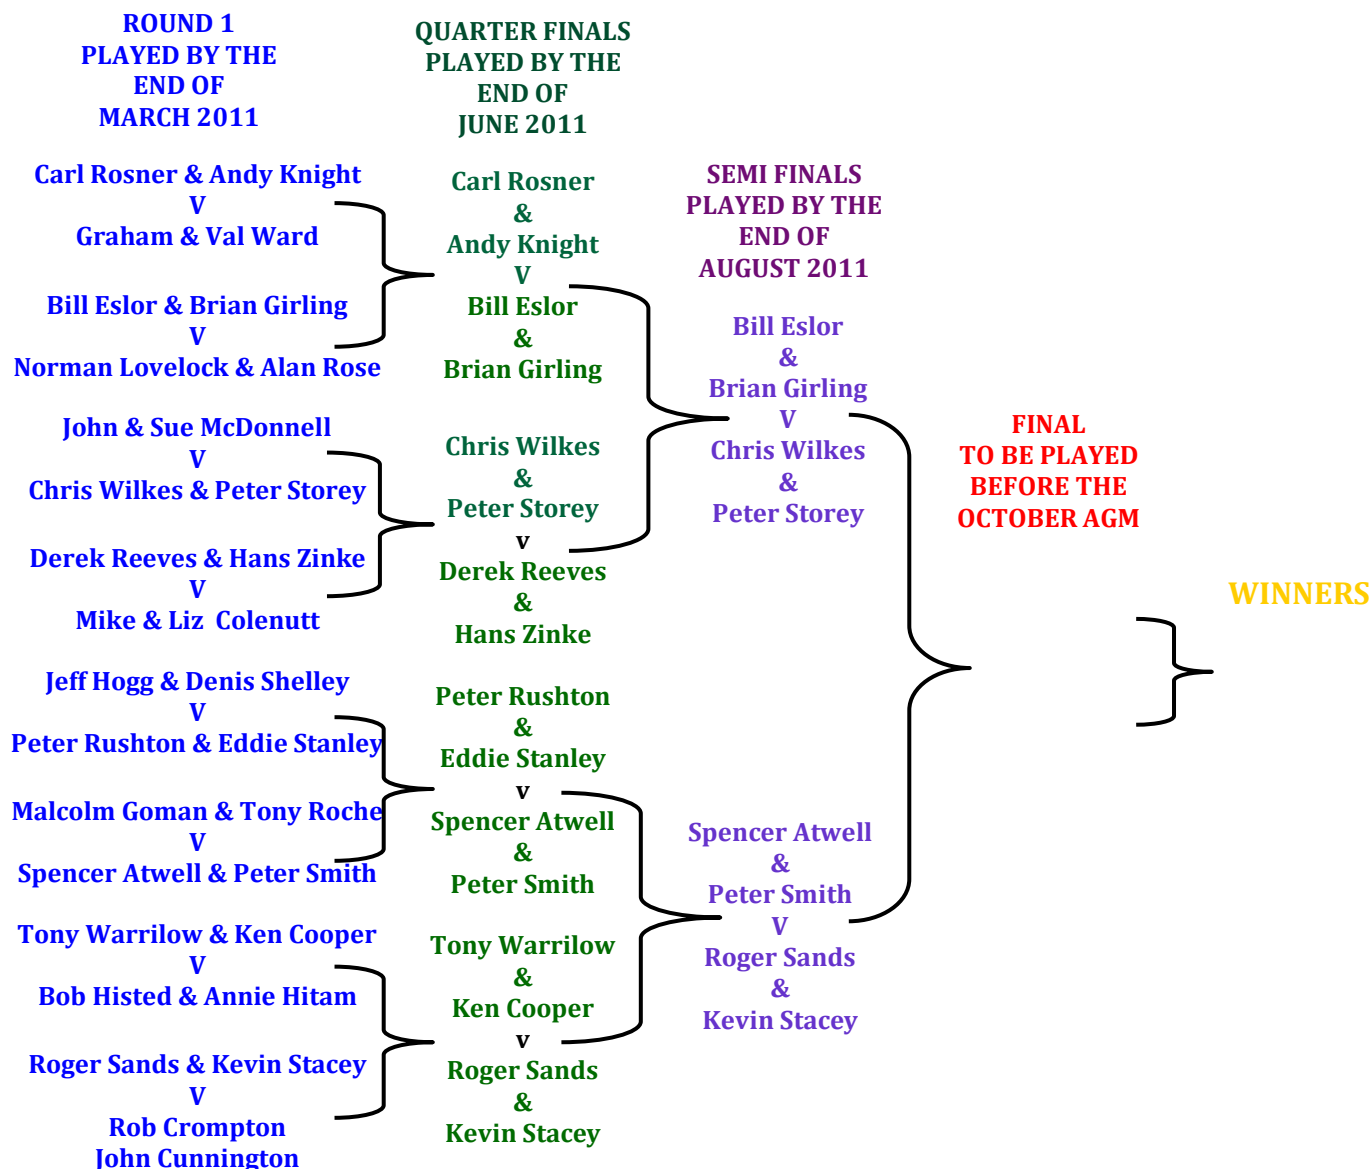 ROUND 1
PLAYED BY THE
END OF
MARCH 2011
Carl Rosner & Andy Knight
V
Graham & Val Ward
Bill Eslor & Brian Girling
V
Norman Lovelock & Alan Rose
John & Sue McDonnell
V
Chris Wilkes & Peter Storey
Derek Reeves & Hans Zinke
V
Mike & Liz  Colenutt
Jeff Hogg & Denis Shelley
V
Peter Rushton & Eddie Stanley
Malcolm Goman & Tony Roche
V
Spencer Atwell & Peter Smith
Tony Warrilow & Ken Cooper
V
Bob Histed & Annie Hitam
Roger Sands & Kevin Stacey
V
Rob Crompton
John Cunnington
QUARTER FINALS
PLAYED BY THE
END OF
JUNE 2011
Carl Rosner
&
Andy Knight
V
Bill Eslor
&
Brian Girling
Chris Wilkes
&
Peter Storey
v
Derek Reeves
&
Hans Zinke
Peter Rushton
&
Eddie Stanley
v
Spencer Atwell
&
Peter Smith
Tony Warrilow
&
Ken Cooper
v
Roger Sands
&
Kevin Stacey
SEMI FINALS
PLAYED BY THE
END OF
AUGUST 2011
Bill Eslor
&
Brian Girling
V
Chris Wilkes
&
Peter Storey
Spencer Atwell
&
Peter Smith
V
Roger Sands
&
Kevin Stacey
FINAL
TO BE PLAYED
BEFORE THE
OCTOBER AGM
WINNERS